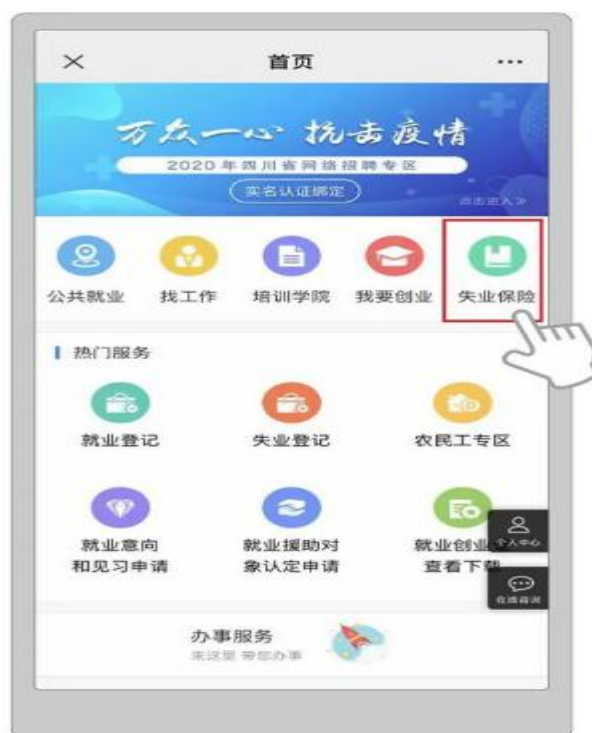 首页
万众一心 抗击疫情
2020年四川省网络招聘专区
实名认证绑定
点击进入》
公共就业 找工作 培训学院 我要创业 失业保险
热门服务
就业登记 失业登记 农民工专区
就业意向 就业援助对 就业创业
和见习申请 象认定申请 查看下载
个人中心
在线咨询
办事服务
来这里 带您办事